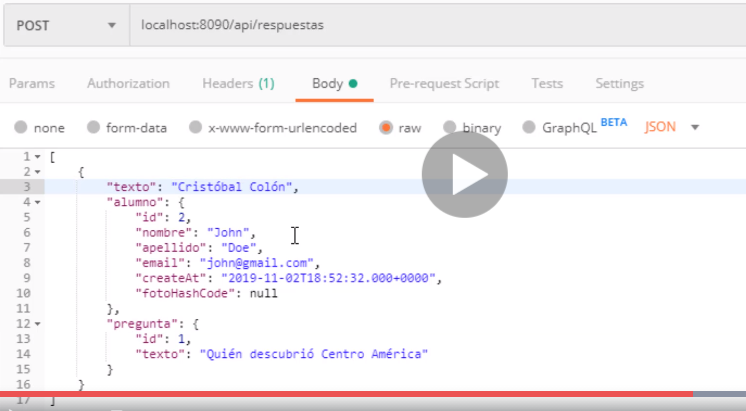 POST localhost:8090/api/respuestas
Params Authorization Headers (1) Body Pre-request Script Tests Settings
none form-data x-www-form-urlencoded raw binary GraphQL BETA JSON
1 [
2 {
3 "texto": "Cristóbal Colón",
4 "alumno": {
5 "id": 2,
6 "nombre": "John",
7 "apellido": "Doe",
8 "email": "john@gmail.com",
9 "createAt": "2019-11-02T18:52:32.000+0000",
10 "fotoHashCode": null
11 },
12 "pregunta": {
13 "id": 1,
14 "texto": "Quién descubrió Centro América"
15 }
16 }
17 ]